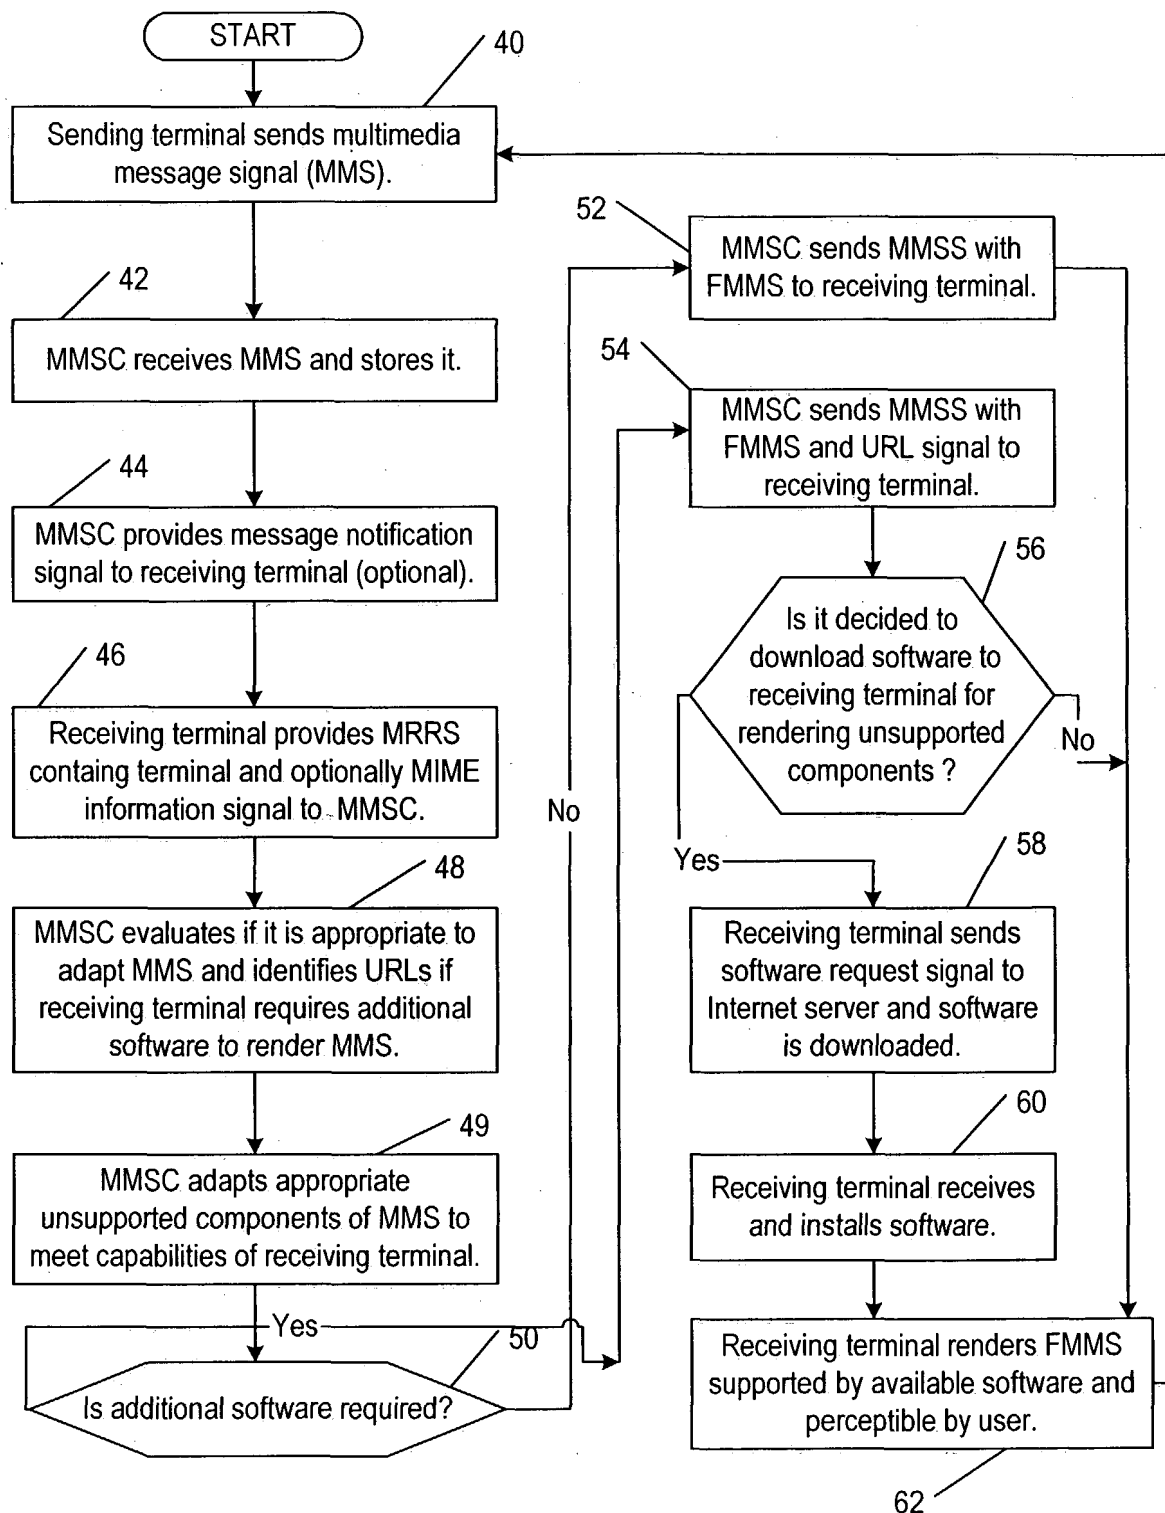 START
40
Sending terminal sends multimedia
message signal (MMS).
42
MMSC receives MMS and stores it.
44
MMSC provides message notification
signal to receiving terminal (optional).
46
Receiving terminal provides MRRS
containg terminal and optionally MIME
information signal to MMSC.
48
MMSC evaluates if it is appropriate to
adapt MMS and identifies URLs if
receiving terminal requires additional
software to render MMS.
49
MMSC adapts appropriate
unsupported components of MMS to
meet capabilities of receiving terminal.
Yes
50
Is additional software required?
No
52
MMSC sends MMSS with
FMMS to receiving terminal.
54
MMSC sends MMSS with
FMMS and URL signal to
receiving terminal.
56
Is it decided to
download software to
receiving terminal for
rendering unsupported
components ?
No
Yes
58
Receiving terminal sends
software request signal to
Internet server and software
is downloaded.
60
Receiving terminal receives
and installs software.
Receiving terminal renders FMMS
supported by available software and
perceptible by user.
62